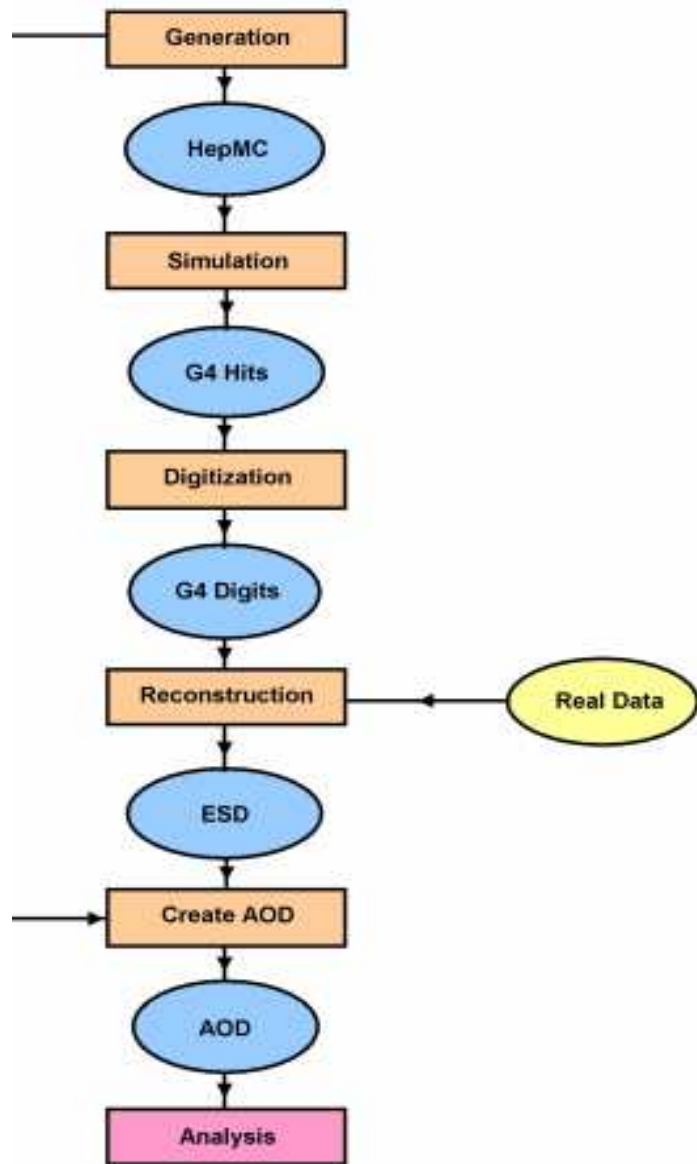 Generation
HepMC
Simulation
G4 Hits
Digitization
G4 Digits
Reconstruction
Real Data
ESD
Create AOD
AOD
Analysis